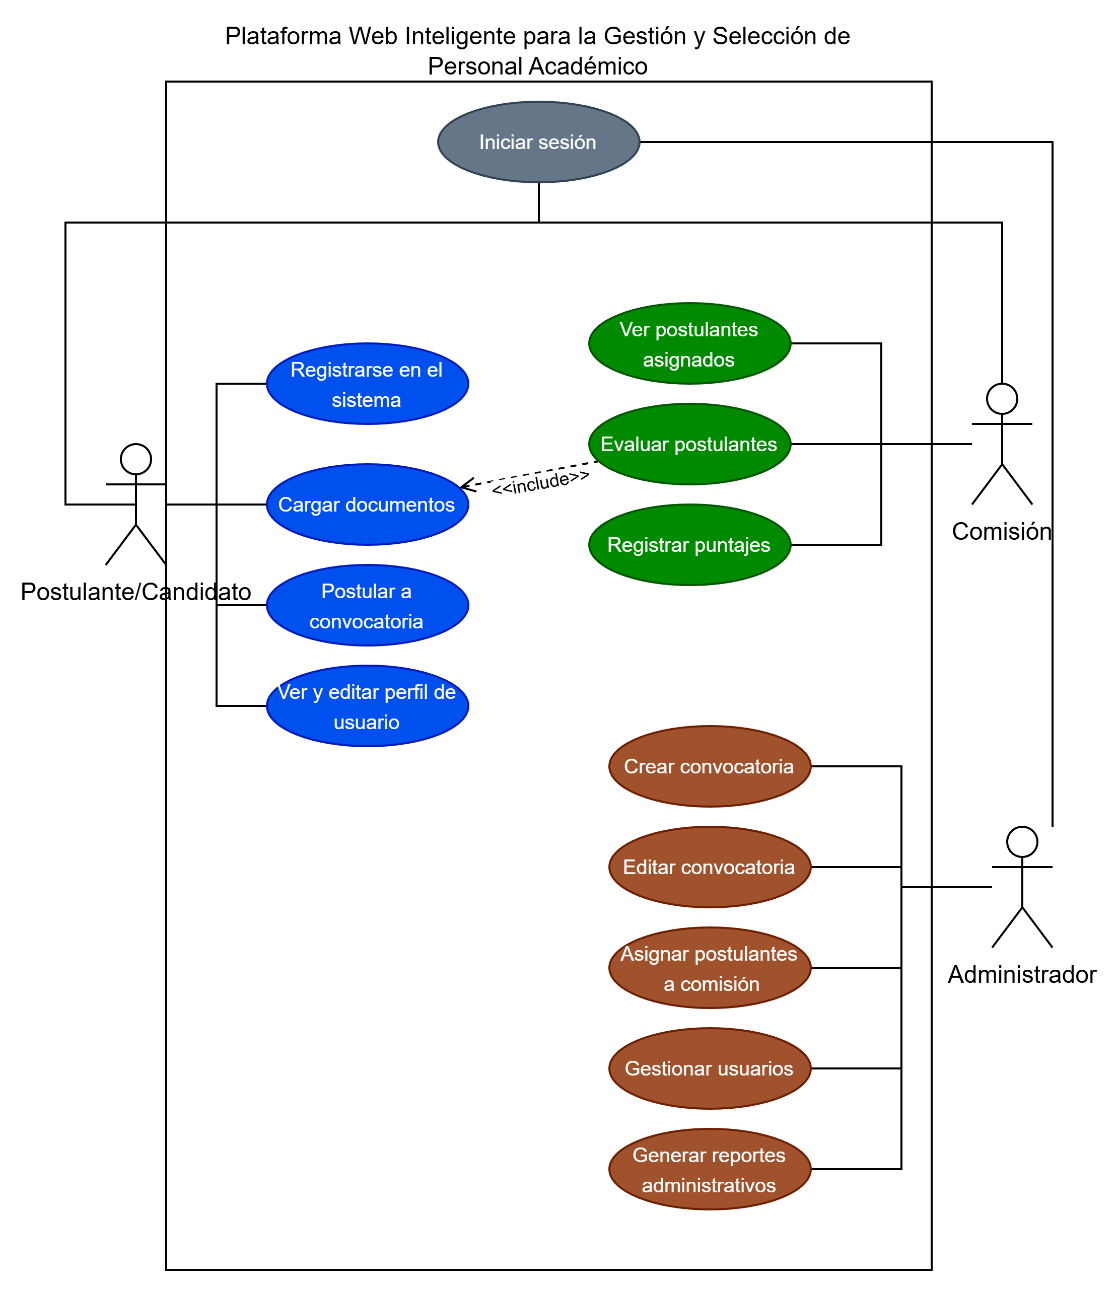 Plataforma Web Inteligente para la Gestión y Selección de
Personal Académico
Iniciar sesión
Ver postulantes
asignados
Registrarse en el
sistema
Evaluar postulantes
<<include>>
Cargar documentos
Comisión
Registrar puntajes
Postulante/Candidato
Postular a
convocatoria
Ver y editar perfil de
usuario
Crear convocatoria
Editar convocatoria
Asignar postulantes
a comisión
Administrador
Gestionar usuarios
Generar reportes
administrativos